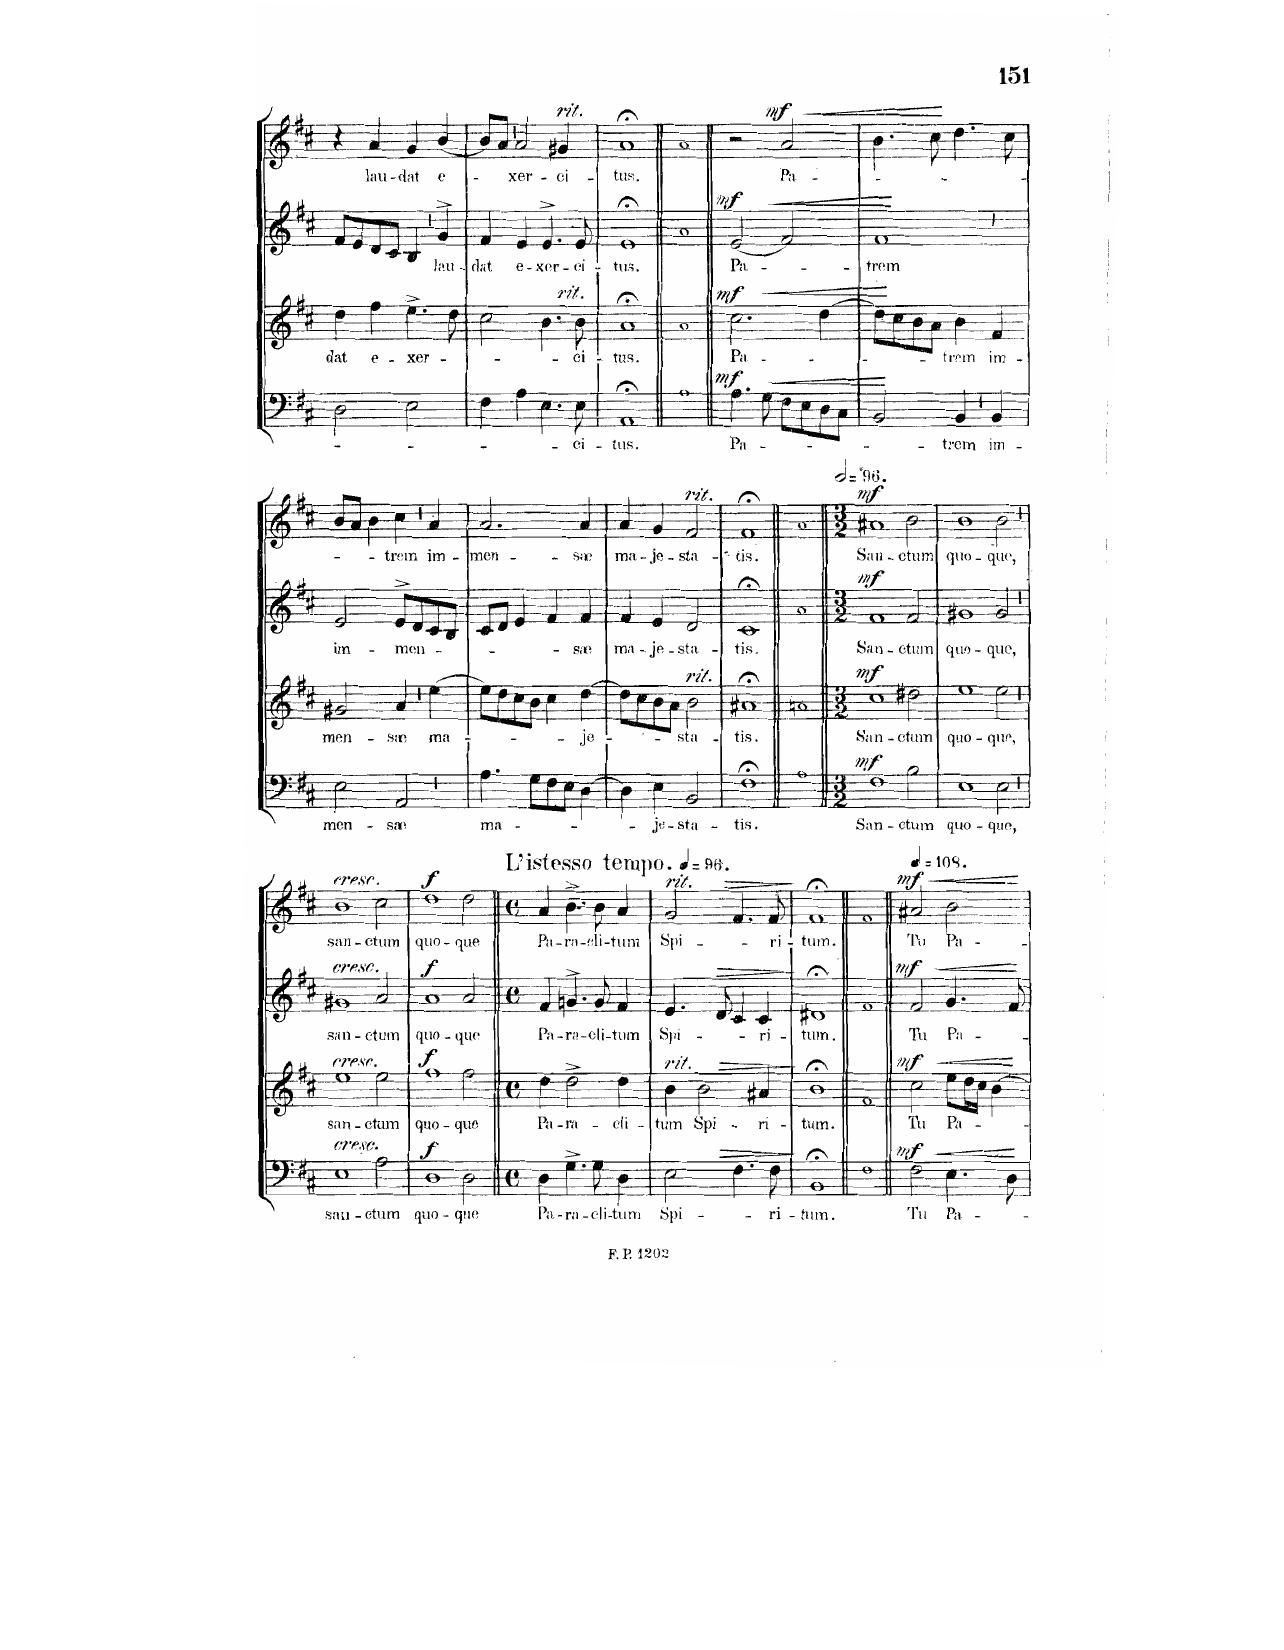 151
rit.
mf
lau-dat e - xer - ci - tus. Pa -
mf
lau - dat e-xer-ci - tus. Pa - trem
rit.
mf
dat e - xer - ci - tus. Pa - trem im-
mf
- ci - tus. Pa - trem im-
𝅗𝅥= 96.
rit.
mf
- trem im-men - sæ ma-je-sta - tis. San-ctum quo-que,
mf
im - men - sæ ma-je-sta - tis. San-ctum quo-que,
rit.
mf
men - sæ ma - je - sta - tis. San-ctum quo-que,
mf
men - sæ ma - je-sta - tis. San-ctum quo-que,
L'istesso tempo. ♩= 96.
♩= 108.
cresc. f rit. mf
san-ctum quo-que Pa-ra-cli-tum Spi - ri-tum. Tu Pa -
cresc. f mf
san-ctum quo-que Pa-ra-cli-tum Spi - ri - tum. Tu Pa -
cresc. f rit. mf
san-ctum quo-que Pa-ra - cli-tum Spi - ri - tum. Tu Pa -
cresc. f mf
san-ctum quo-que Pa-ra-cli-tum Spi - ri-tum. Tu Pa -
F. P. 1202